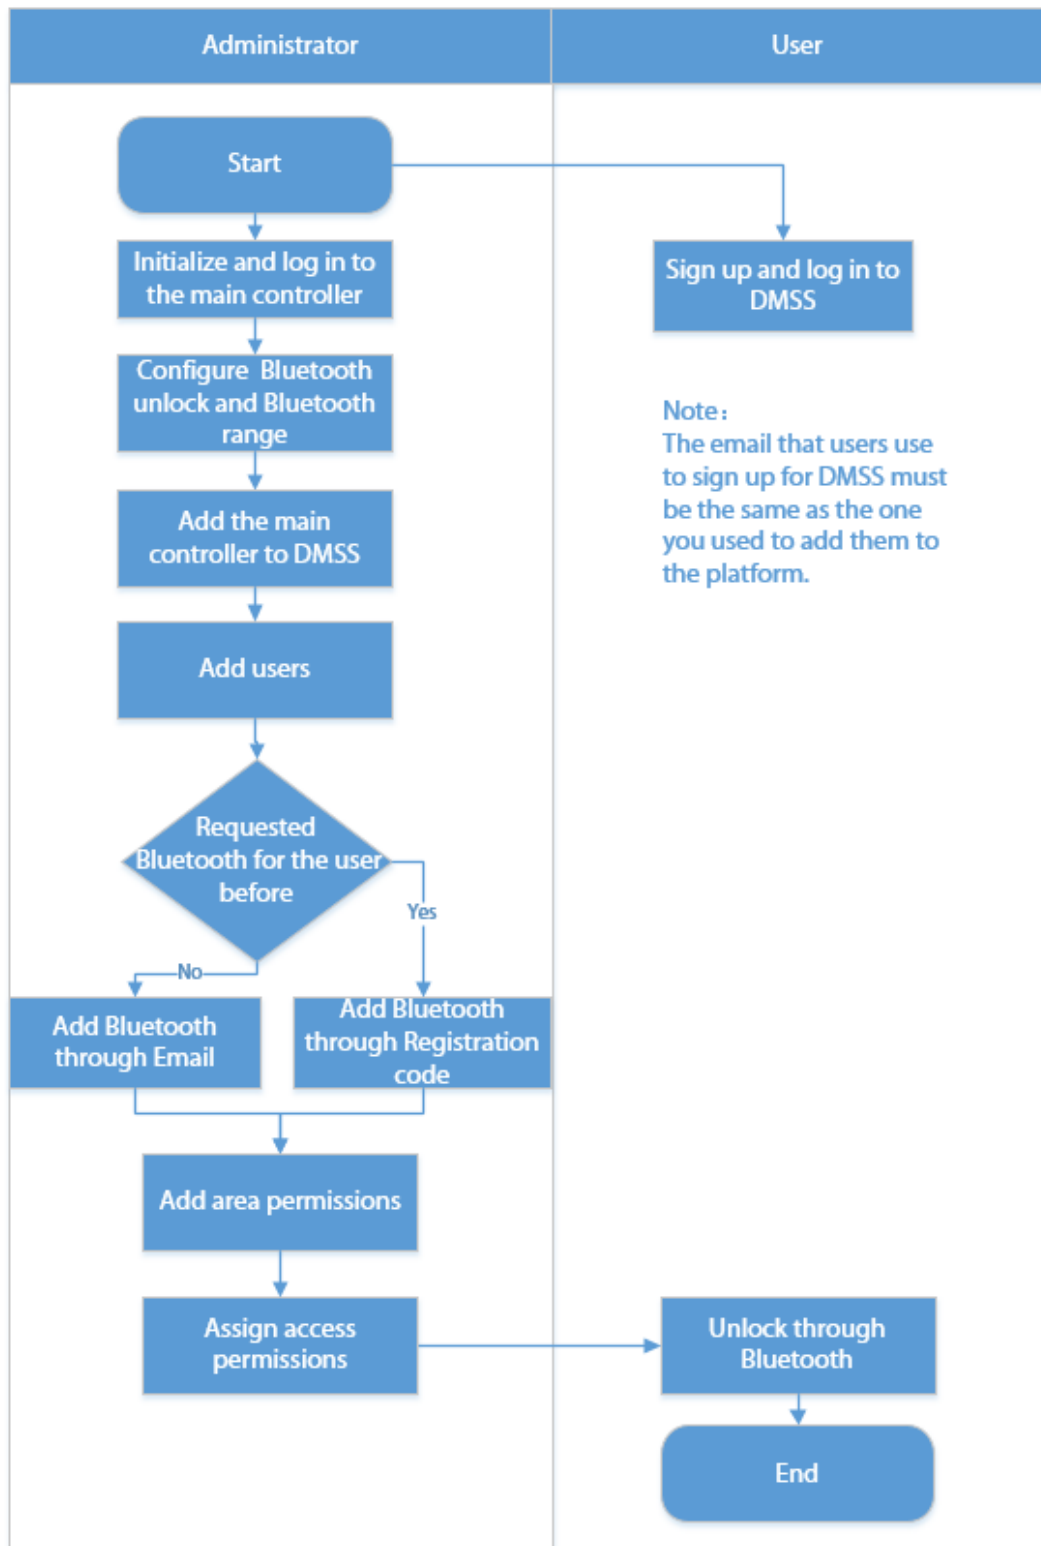 Administrator
User
Start
Initialize and log in to
the main controller
Sign up and log in to
DMSS
Configure  Bluetooth
unlock and Bluetooth
range
Note：
The email that users use
to sign up for DMSS must
be the same as the one
you used to add them to
the platform.
Add the main
controller to DMSS
Add users
Requested
Bluetooth for the user
before
Yes
No
Add Bluetooth
through Email
Add Bluetooth
through Registration
code
Add area permissions
Assign access
permissions
Unlock through
Bluetooth
End